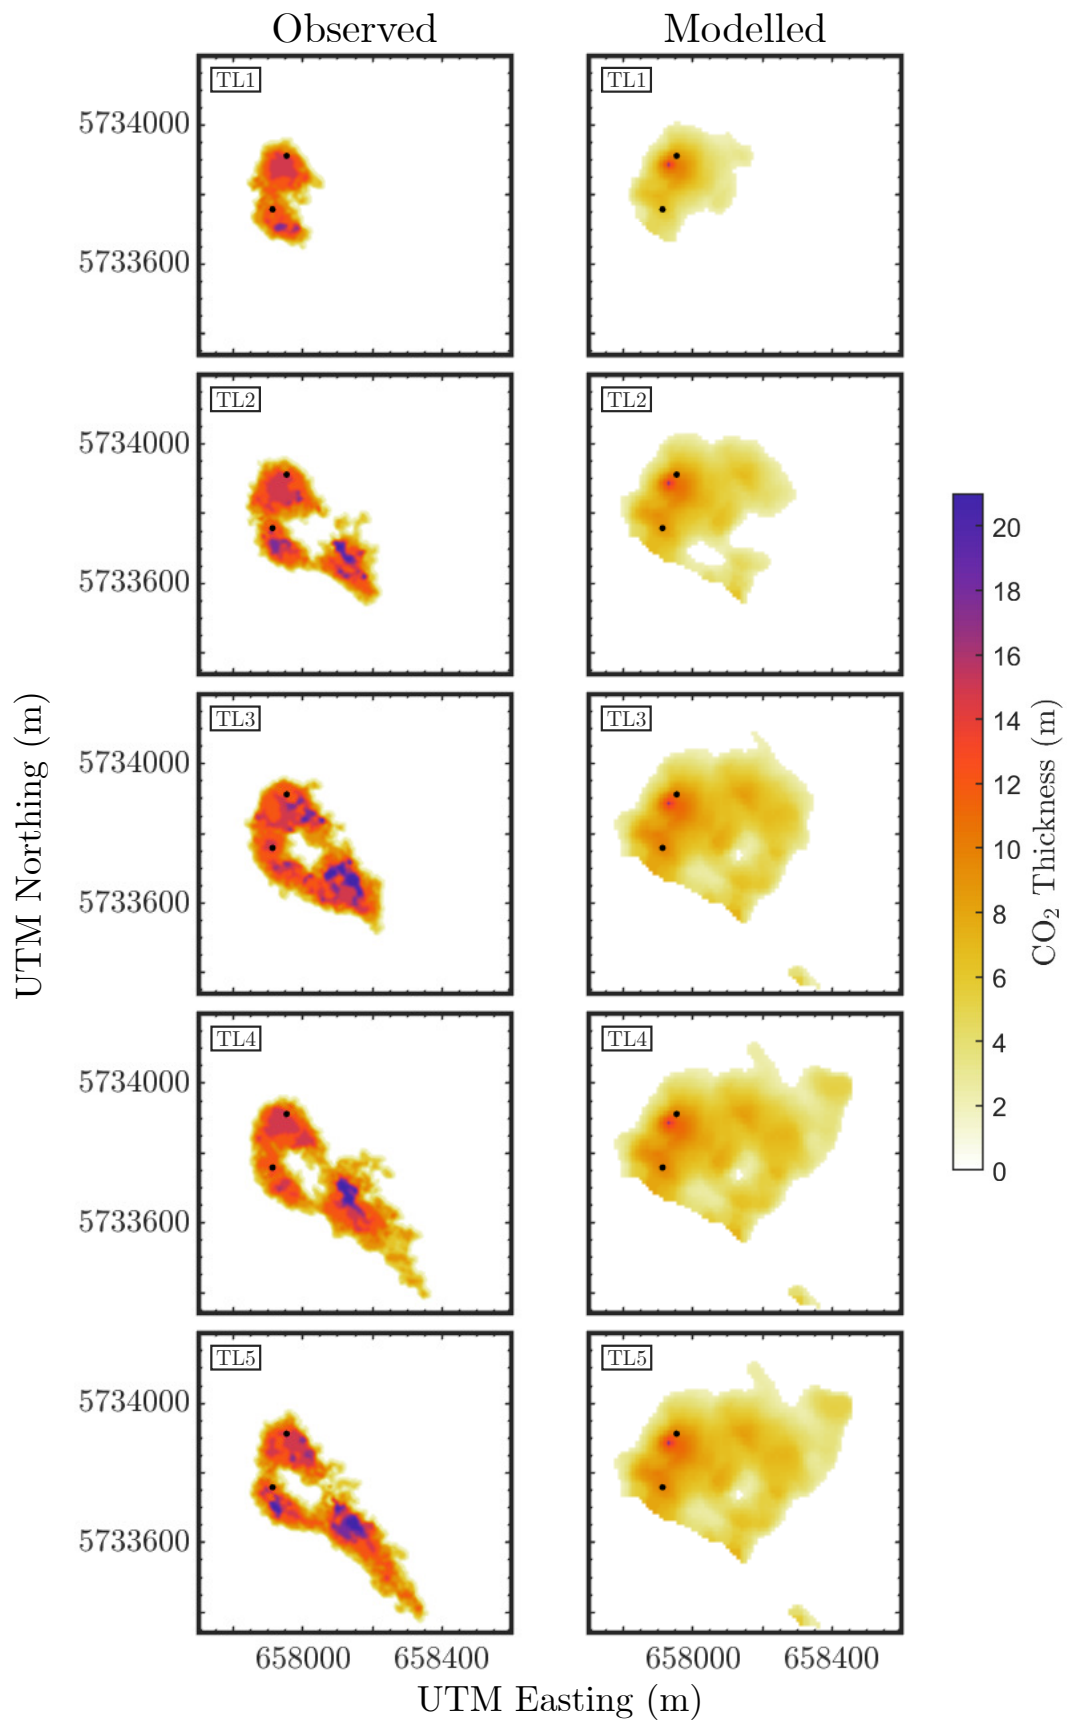 Observed Modelled
TL1 TL1
5734000
5733600
TL2 TL2
5734000
5733600
TL3 TL3
5734000
5733600
TL4 TL4
5734000
5733600
TL5 TL5
5734000
5733600
658000 658400 658000 658400
UTM Easting (m)
UTM Northing (m)
20
18
16
14
12
10
8
6
4
2
0
CO₂ Thickness (m)